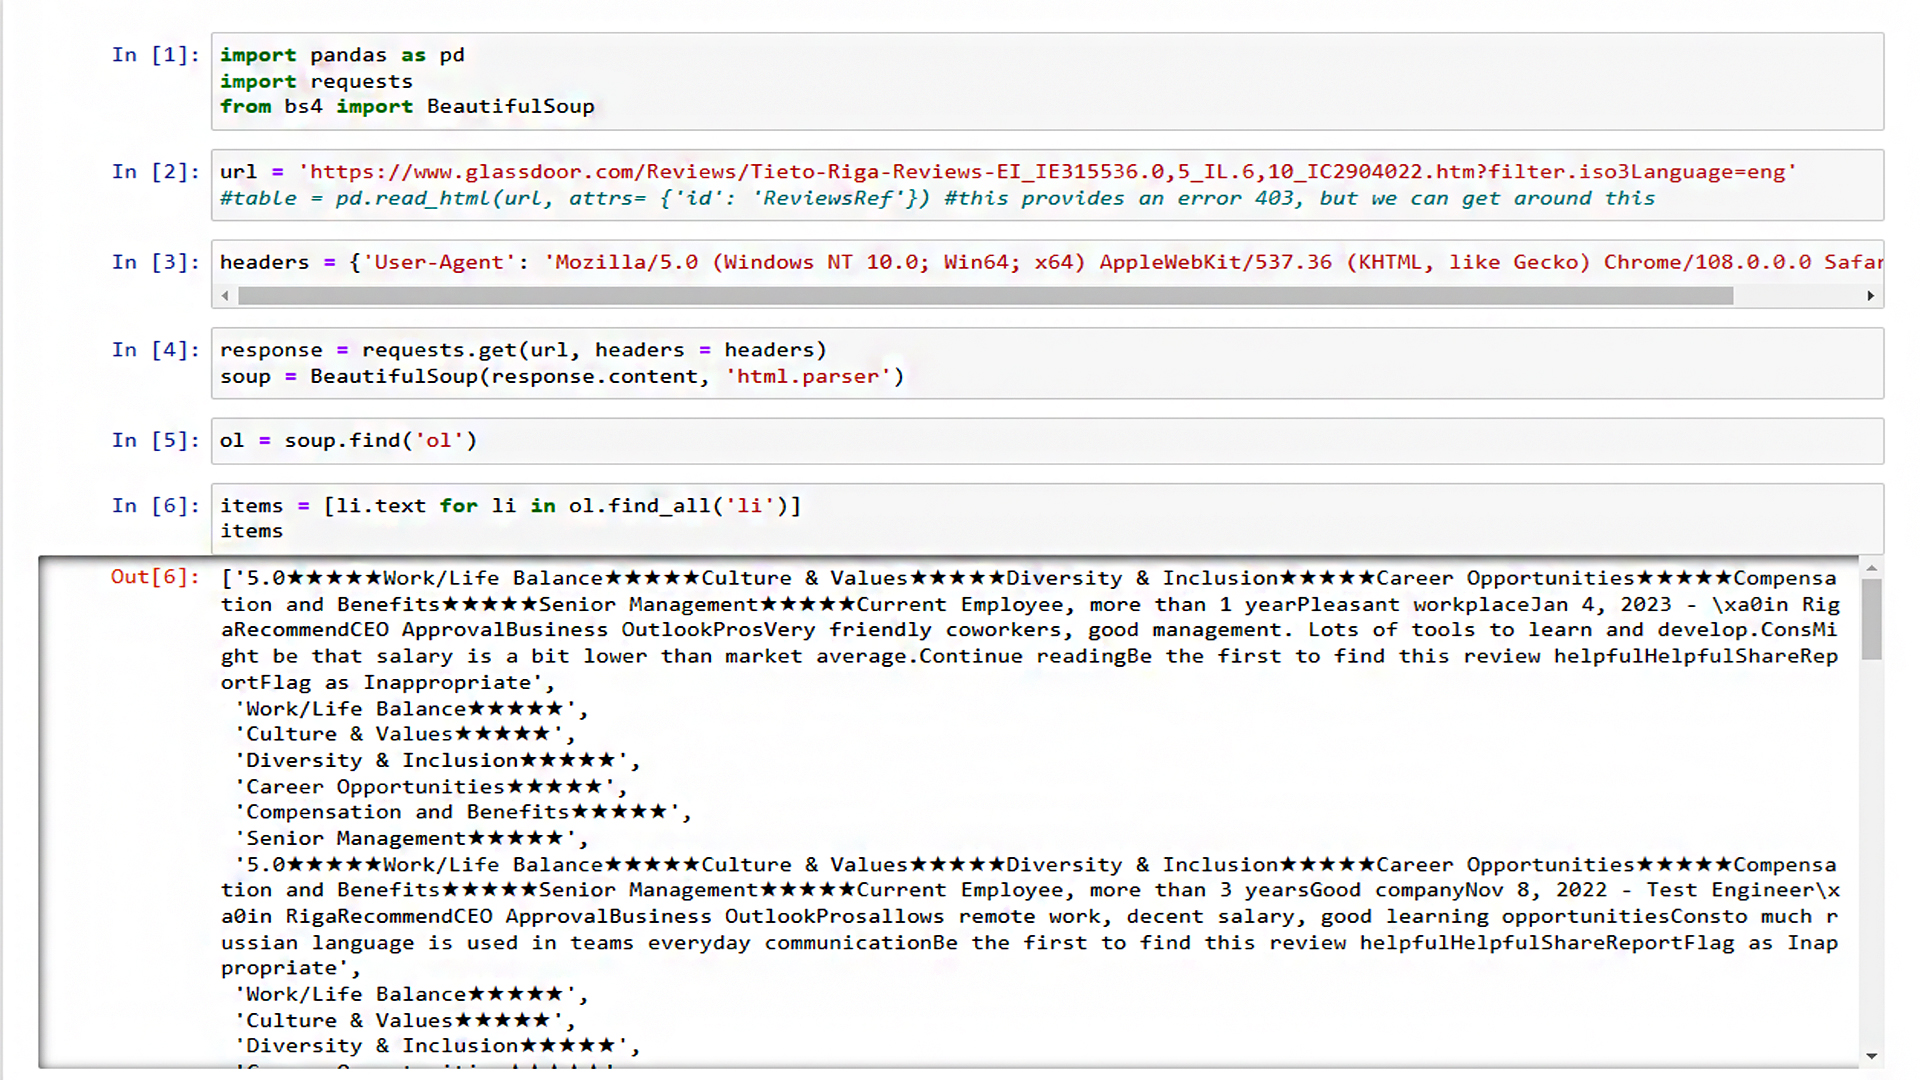 In [1]: import pandas as pd
import requests
from bs4 import BeautifulSoup
In [2]: url = 'https://www.glassdoor.com/Reviews/Tieto-Riga-Reviews-EI_IE315536.0,5_IL.6,10_IC2904022.htm?filter.iso3Language=eng'
#table = pd.read_html(url, attrs= {'id': 'ReviewsRef'}) #this provides an error 403, but we can get around this
In [3]: headers = {'User-Agent': 'Mozilla/5.0 (Windows NT 10.0; Win64; x64) AppleWebKit/537.36 (KHTML, like Gecko) Chrome/108.0.0.0 Safar
In [4]: response = requests.get(url, headers = headers)
soup = BeautifulSoup(response.content, 'html.parser')
In [5]: ol = soup.find('ol')
In [6]: items = [li.text for li in ol.find_all('li')]
items
Out[6]: ['5.0★★★★★Work/Life Balance★★★★★Culture & Values★★★★★Diversity & Inclusion★★★★★Career Opportunities★★★★★Compensa
tion and Benefits★★★★★Senior Management★★★★★Current Employee, more than 1 yearPleasant workplaceJan 4, 2023 - \xa0in Rig
aRecommendCEO ApprovalBusiness OutlookProsVery friendly coworkers, good management. Lots of tools to learn and develop.ConsMi
ght be that salary is a bit lower than market average.Continue readingBe the first to find this review helpfulHelpfulShareRep
ortFlag as Inappropriate',
'Work/Life Balance★★★★★',
'Culture & Values★★★★★',
'Diversity & Inclusion★★★★★',
'Career Opportunities★★★★★',
'Compensation and Benefits★★★★★',
'Senior Management★★★★★',
'5.0★★★★★Work/Life Balance★★★★★Culture & Values★★★★★Diversity & Inclusion★★★★★Career Opportunities★★★★★Compensa
tion and Benefits★★★★★Senior Management★★★★★Current Employee, more than 3 yearsGood companyNov 8, 2022 - Test Engineer\x
a0in RigaRecommendCEO ApprovalBusiness OutlookProsallows remote work, decent salary, good learning opportunitiesConsto much r
ussian language is used in teams everyday communicationBe the first to find this review helpfulHelpfulShareReportFlag as Inap
propriate',
'Work/Life Balance★★★★★',
'Culture & Values★★★★★',
'Diversity & Inclusion★★★★★',